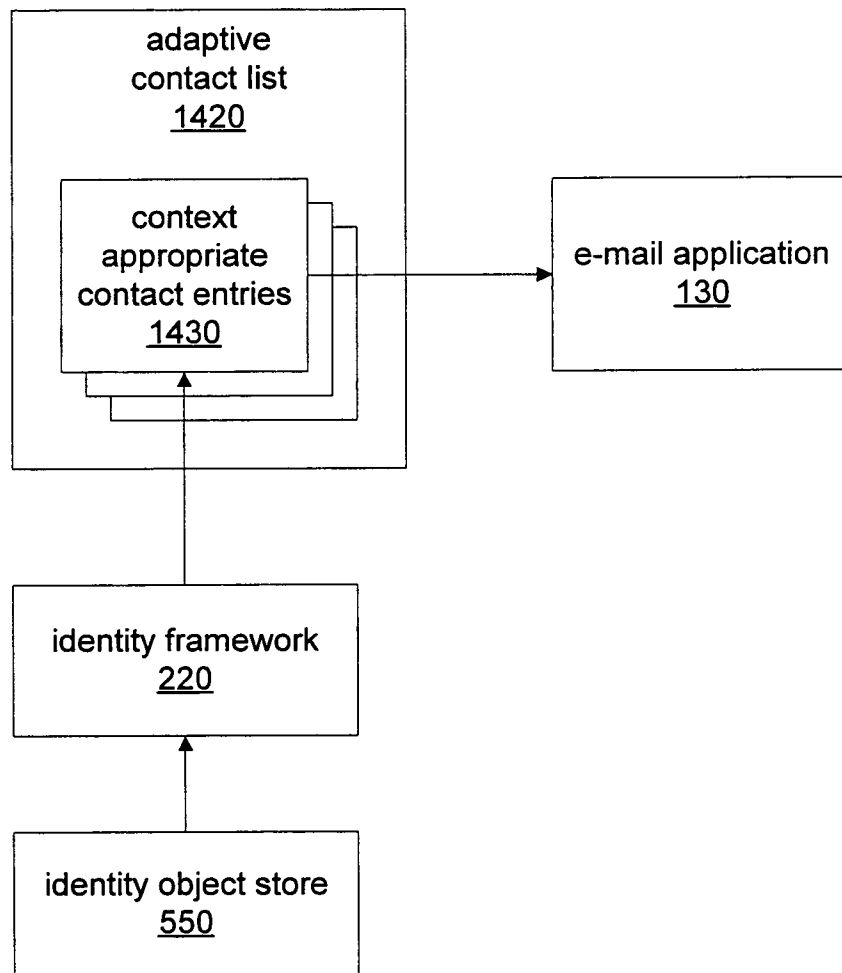 adaptive
contact list
1420
context
appropriate
contact entries
1430
e-mail application
130
identity framework
220
identity object store
550